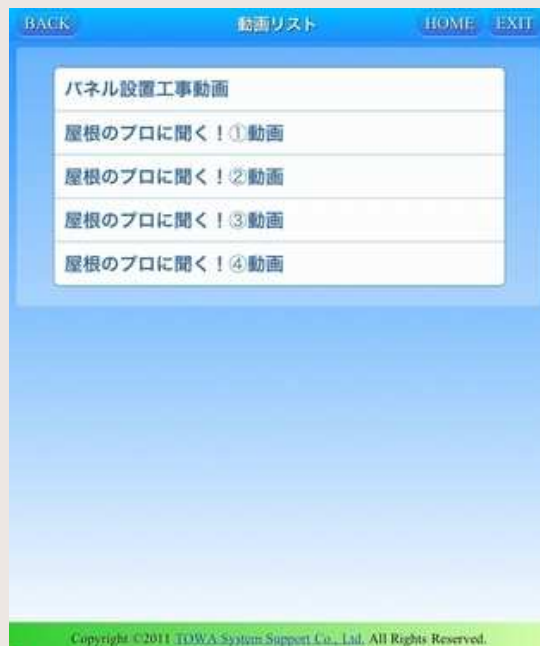 BACK 動画リスト HOME EXIT
パネル設置工事動画
屋根のプロに聞く！①動画
屋根のプロに聞く！②動画
屋根のプロに聞く！③動画
屋根のプロに聞く！④動画
Copyright ©2011 TOWA System Support Co., Ltd. All Rights Reserved.